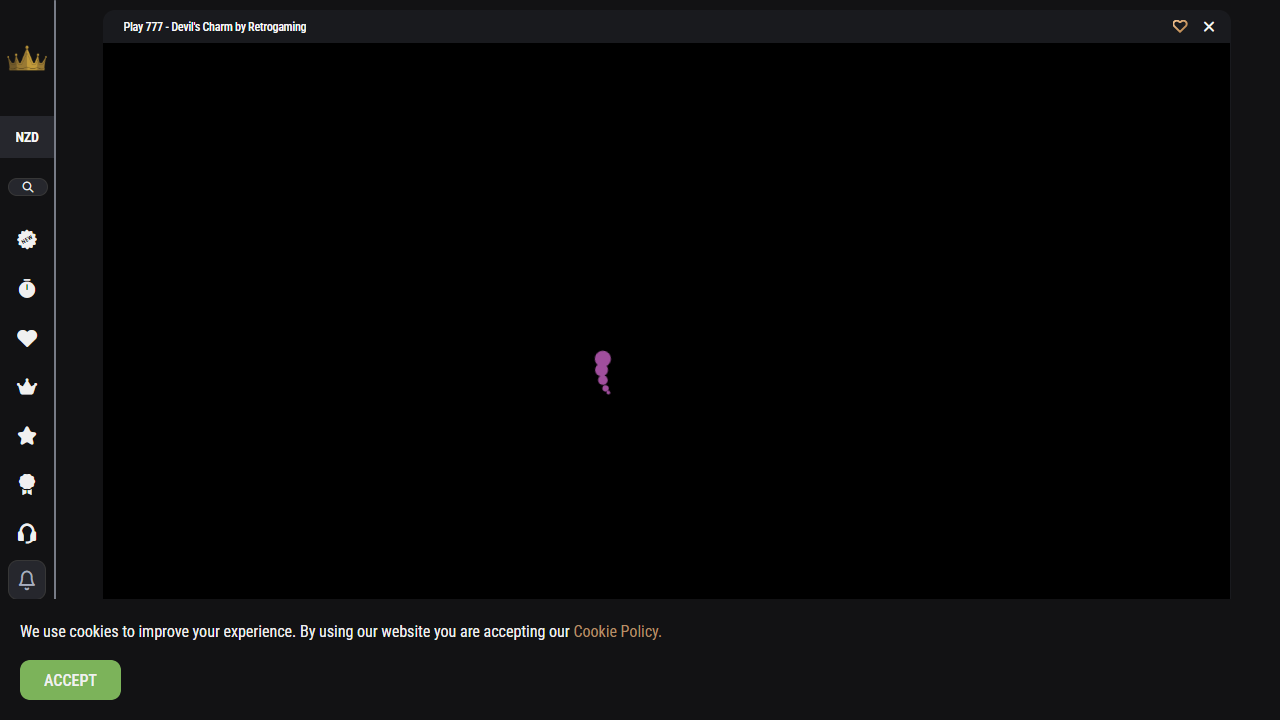 Play 777 - Devil's Charm by Retrogaming
NZD
NEW
We use cookies to improve your experience. By using our website you are accepting our Cookie Policy.
ACCEPT